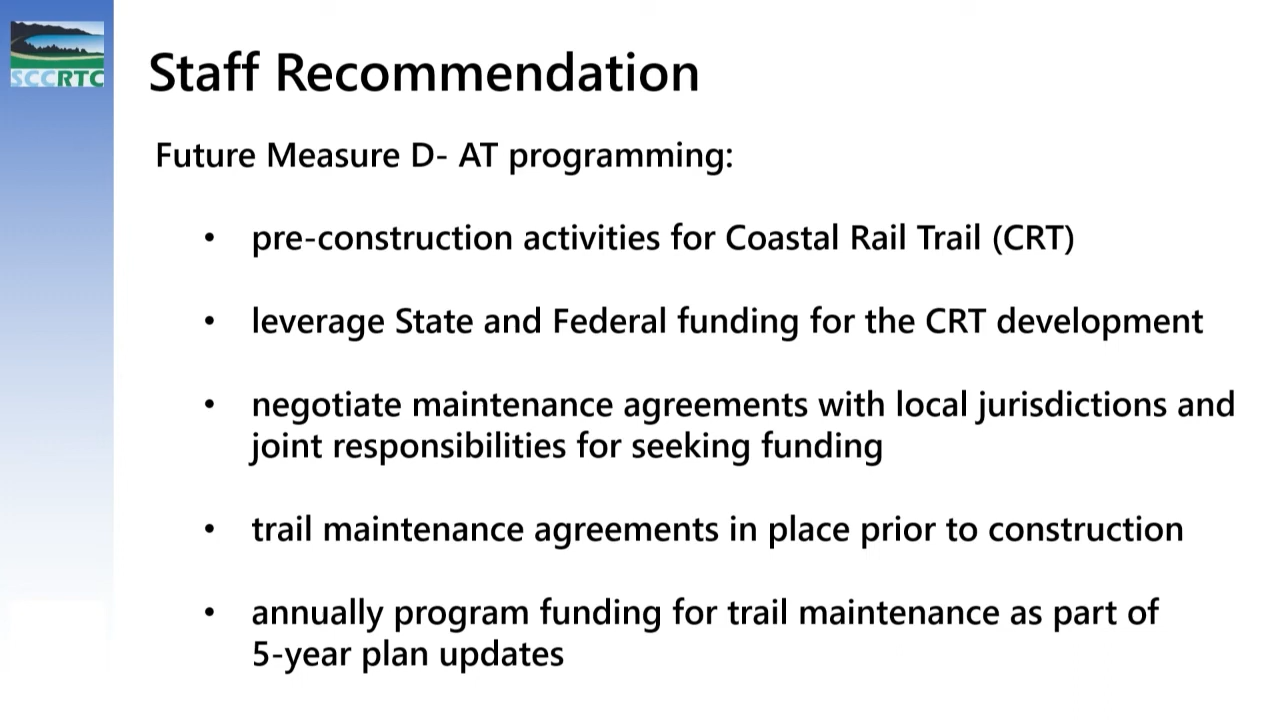 SCCRTC
Staff Recommendation
Future Measure D- AT programming:
• pre-construction activities for Coastal Rail Trail (CRT)
• leverage State and Federal funding for the CRT development
• negotiate maintenance agreements with local jurisdictions and
joint responsibilities for seeking funding
• trail maintenance agreements in place prior to construction
• annually program funding for trail maintenance as part of
5-year plan updates